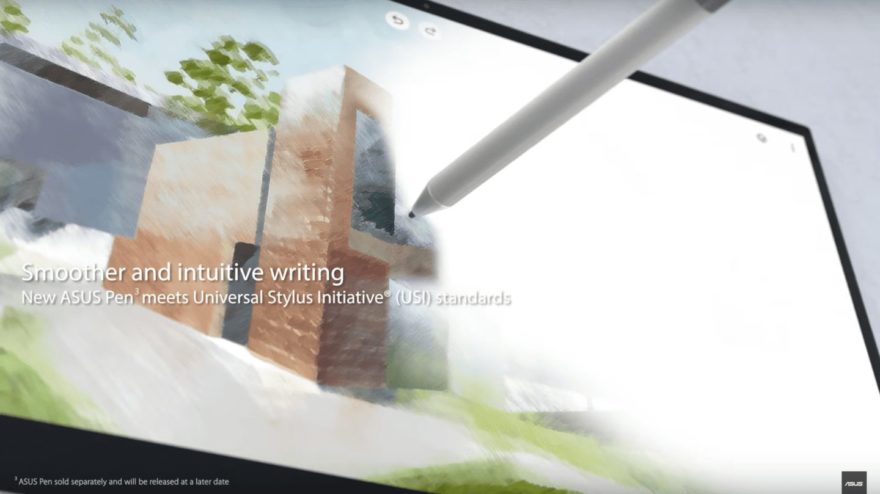 Smoother and intuitive writing
New ASUS Pen³ meets Universal Stylus Initiative® (USI) standards
³ ASUS Pen sold separately and will be released at a later date
ASUS